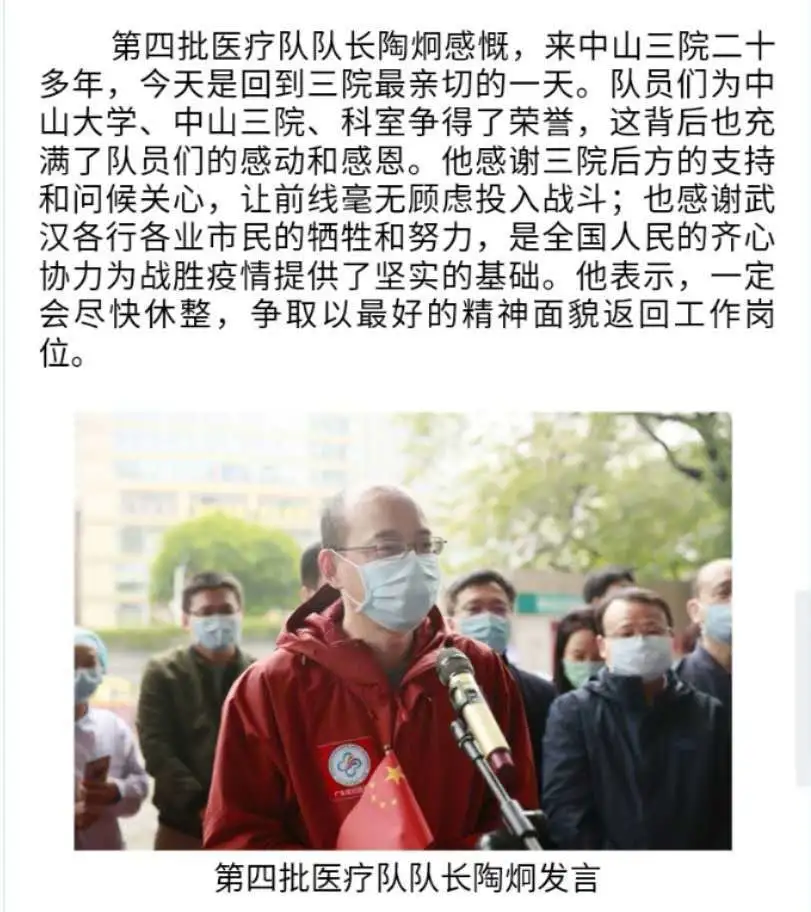 第四批医疗队队长陶炯感慨，来中山三院二十
多年，今天是回到三院最亲切的一天。队员们为中
山大学、中山三院、科室争得了荣誉，这背后也充
满了队员们的感动和感恩。他感谢三院后方的支持
和问候关心，让前线毫无顾虑投入战斗；也感谢武
汉各行各业市民的牺牲和努力，是全国人民的齐心
协力为战胜疫情提供了坚实的基础。他表示，一定
会尽快休整，争取以最好的精神面貌返回工作岗
位。
第四批医疗队队长陶炯发言